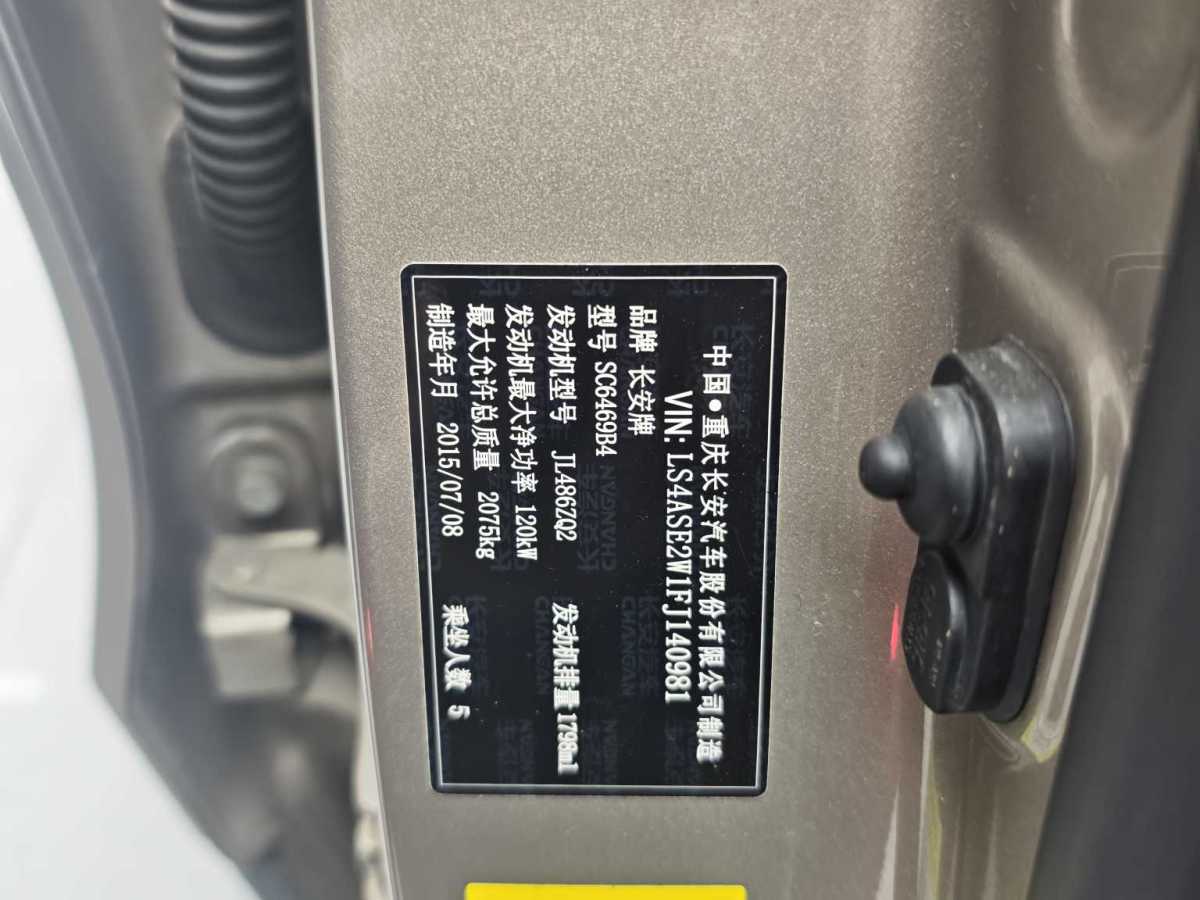 中国•重庆长安汽车股份有限公司制造
VIN: LS4ASE2W1FJ140981
品牌 长安牌
型号 SC6469B4
发动机型号 JL486ZQ2 发动机排量 1798ml
发动机最大净功率 120kW
最大允许总质量 2075kg
制造年月 2015/07/08 乘坐人数 5